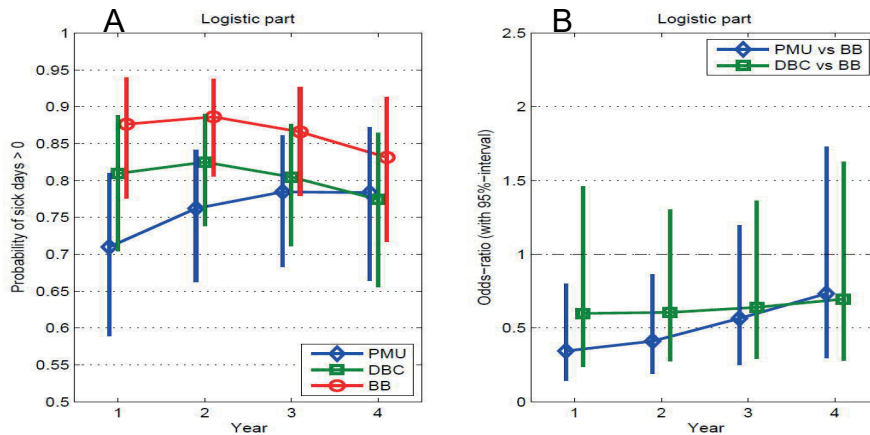 A
Logistic part
1
0.95
0.9
0.85
0.8
0.75
0.7
0.65
0.6
0.55
0.5
Probability of sick days > 0
PMU
DBC
BB
1 2 3 4
Year
B
Logistic part
2.5
2
1.5
1
0.5
0
Odds-ratio (with 95%-interval)
PMU vs BB
DBC vs BB
1 2 3 4
Year